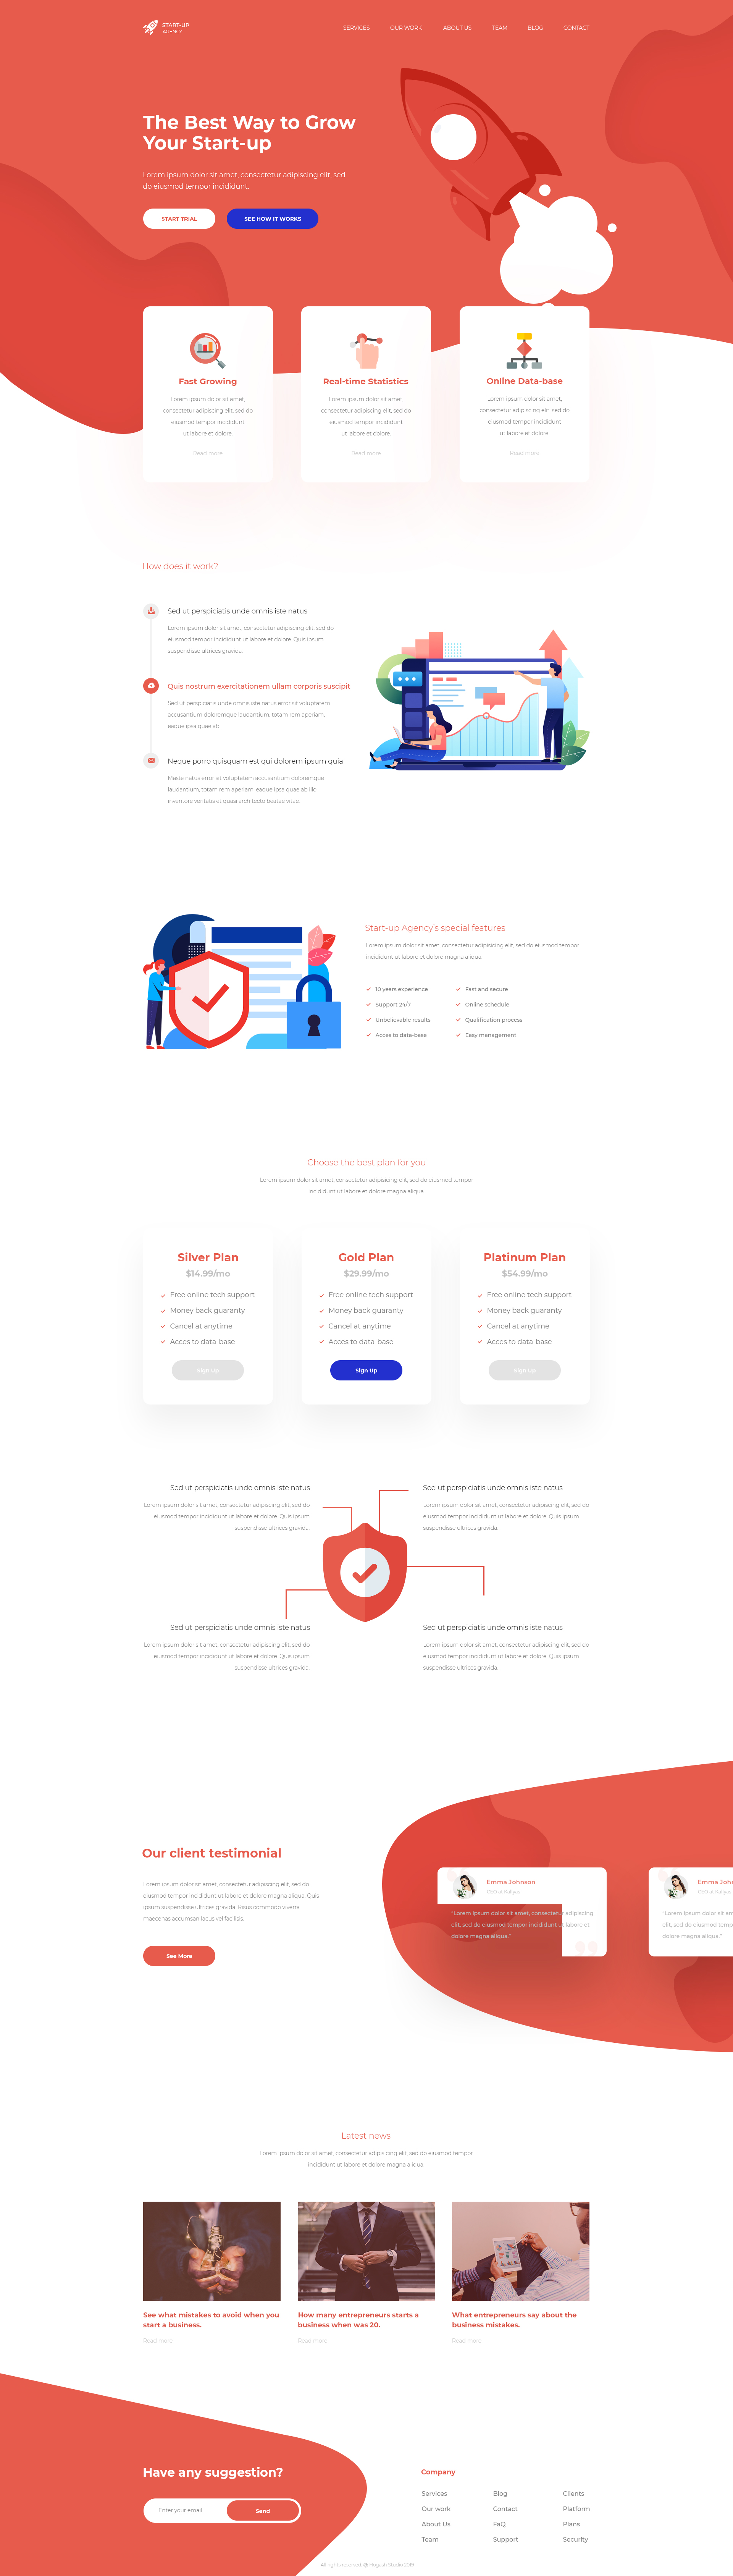 START-UP
AGENCY
SERVICES
OUR WORK
ABOUT US
TEAM
BLOG
CONTACT
The Best Way to Grow
Your Start-up
Lorem ipsum dolor sit amet, consectetur adipiscing elit, sed
do eiusmod tempor incididunt.
START TRIAL
SEE HOW IT WORKS
Fast Growing
Lorem ipsum dolor sit amet,
consectetur adipiscing elit, sed do
eiusmod tempor incididunt
ut labore et dolore
Read more
Real-time Statistics
Lorem ipsum dolor sit amet,
consectetur adipiscing elit, sed do
eiusmod tempor incididunt
ut labore et dolore
Read more
Online Data-base
Lorem ipsum dolor sit amet,
consectetur adipiscing elit, sed do
eiusmod tempor incididunt
ut labore et dolore
Read more
How does it work?
Sed ut perspiciatis unde omnis iste natus
Lorem ipsum dolor sit amet, consectetur adipiscing elit, sed do
eiusmod tempor incididunt ut labore et dolore. Quis ipsum
suspendisse ultrices gravida.
Quis nostrum exercitationem ullam corporis suscipit
Sed ut perspiciatis unde omnis iste natus error sit voluptatem
accusantium doloremque laudantium, totam rem aperiam,
eaque ipsa quae ab.
Neque porro quisquam est qui dolorem ipsum quia
Maste natus error sit voluptatem accusantium doloremque
laudantium, totam rem aperiam, eaque ipsa quae ab illo
inventore veritatis et quasi architecto beatae vitae.
Start-up Agency's special features
Lorem ipsum dolor sit amet, consectetur adipiscing elit, sed do eiusmod tempor
incididunt ut labore et dolore magna aliqua.
10 years experience
Support 24/7
Unbelievable results
Acces to data-base
Fast and secure
Online schedule
Qualification process
Easy management
Choose the best plan for you
Lorem ipsum dolor sit amet, consectetur adipiscing elit, sed do eiusmod tempor
incididunt ut labore et dolore magna aliqua
Silver Plan
$14.99/mo
Free online tech support
Money back guaranty
Cancel at anytime
Acces to data-base
Sign Up
Gold Plan
$29.99/mo
Free online tech support
Money back guaranty
Cancel at anytime
Acces to data-base
Sign Up
Platinum Plan
$54.99/mo
Free online tech support
Money back guaranty
Cancel at anytime
Acces to data-base
Sign Up
Sed ut perspiciatis unde omnis iste natus
Lorem ipsum dolor sit amet, consectetur adipiscing elit, sed do
eiusmod tempor incididunt ut labore et dolore. Quis ipsum
suspendisse ultrices gravida.
Sed ut perspiciatis unde omnis iste natus
Lorem ipsum dolor sit amet, consectetur adipiscing elit, sed do
eiusmod tempor incididunt ut labore et dolore. Quis ipsum
suspendisse ultrices gravida.
Sed ut perspiciatis unde omnis iste natus
Lorem ipsum dolor sit amet, consectetur adipiscing elit, sed do
eiusmod tempor incididunt ut labore et dolore. Quis ipsum
suspendisse ultrices gravida.
Sed ut perspiciatis unde omnis iste natus
Lorem ipsum dolor sit amet, consectetur adipiscing elit, sed do
eiusmod tempor incididunt ut labore et dolore. Quis ipsum
suspendisse ultrices gravida.
Our client testimonial
Lorem ipsum dolor sit amet, consectetur adipiscing elit, sed do
eiusmod tempor incididunt ut labore et dolore magna aliqua. Quis
ipsum suspendisse ultrices gravida. Risus commodo viverra
maecenas accumsan lacus vel facilisis.
See More
Emma Johnson
"Lorem ipsum dolor sit amet, consectetur adipiscing
elit, sed do eiusmod tempor incididunt ut labore et
dolore magna aliqua."
Emma John
"Lorem ipsum dolor sit am
elit, sed do eiusmod temp
dolore magna aliqua."
Latest news
Lorem ipsum dolor sit amet, consectetur adipiscing elit, sed do eiusmod tempor
incididunt ut labore et dolore magna aliqua.
See what mistakes to avoid when you
start a business.
Read more
How many entrepreneurs starts a
business when was 20.
Read more
What entrepreneurs say about the
business mistakes.
Read more
Have any suggestion?
Enter your email
Send
Company
Services
Blog
Clients
Our work
Contact
Platform
About Us
FaQ
Plans
Team
Support
Security
All rights reserved @ Studio 2019